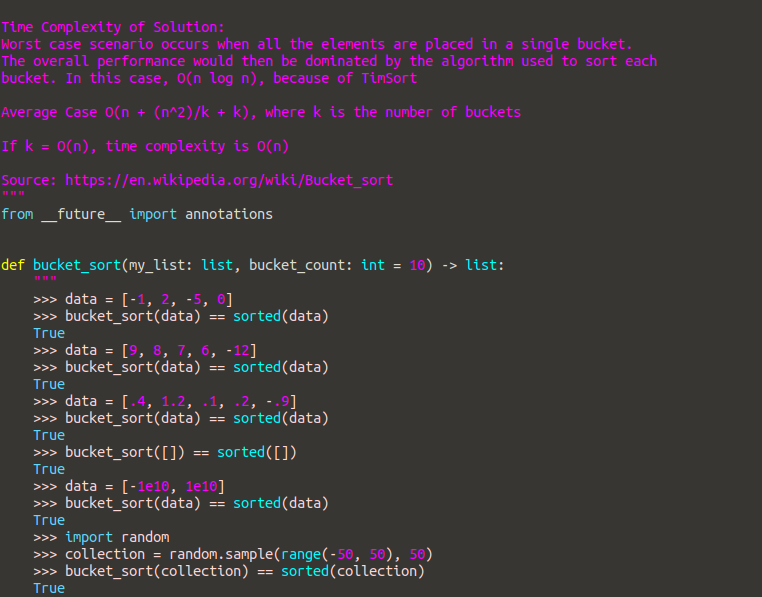 Time Complexity of Solution:
Worst case scenario occurs when all the elements are placed in a single bucket.
The overall performance would then be dominated by the algorithm used to sort each
bucket. In this case, O(n log n), because of TimSort
Average Case O(n + (n^2)/k + k), where k is the number of buckets
If k = O(n), time complexity is O(n)
Source: https://en.wikipedia.org/wiki/Bucket_sort
"""
from __future__ import annotations
def bucket_sort(my_list: list, bucket_count: int = 10) -> list:
    """
    >>> data = [-1, 2, -5, 0]
    >>> bucket_sort(data) == sorted(data)
    True
    >>> data = [9, 8, 7, 6, -12]
    >>> bucket_sort(data) == sorted(data)
    True
    >>> data = [.4, 1.2, .1, .2, -.9]
    >>> bucket_sort(data) == sorted(data)
    True
    >>> bucket_sort([]) == sorted([])
    True
    >>> data = [-1e10, 1e10]
    >>> bucket_sort(data) == sorted(data)
    True
    >>> import random
    >>> collection = random.sample(range(-50, 50), 50)
    >>> bucket_sort(collection) == sorted(collection)
    True